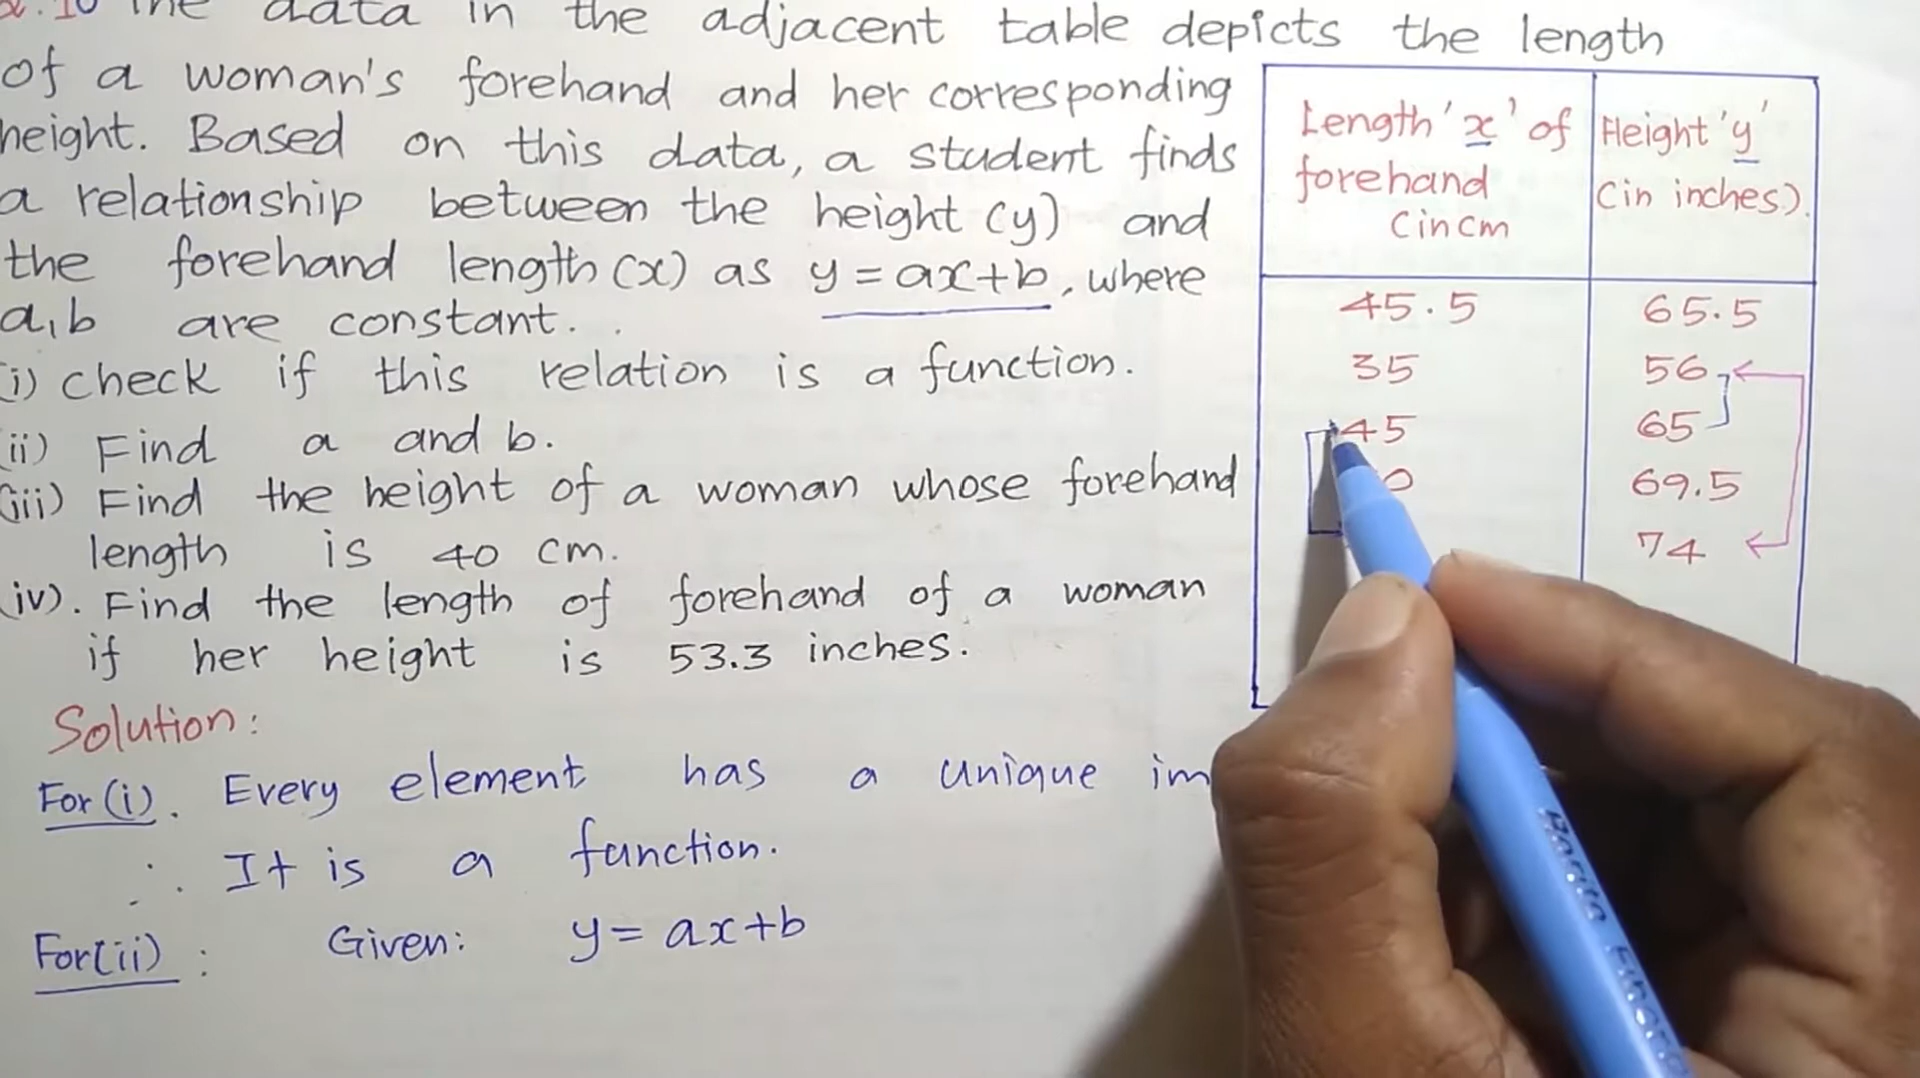 The data in the adjacent table depicts the length
of a woman's forehand and her corresponding
height. Based on this data, a student finds
a relationship between the height (y) and
the forehand length (x) as y = ax+b, where
a,b are constant.
(i) check if this relation is a function.
(ii) Find a and b.
(iii) Find the height of a woman whose forehand
length is 40 cm.
(iv). Find the length of forehand of a woman
if her height is 53.3 inches.
Length 'x' of forehand Cin cm
Height 'y' (in inches).
45.5 65.5
35 56
45 65
69.5
74
Solution:
For (i). Every element has a unique
∴ It is a function.
For (ii) : Given: y = ax+b